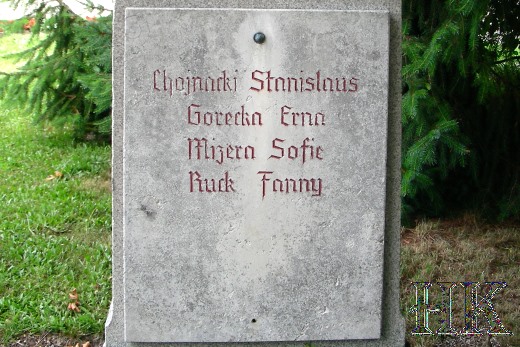 Chojnacki Stanislaus
Gorecka Erna
Mizera Sofie
Ruck Fanny
HK